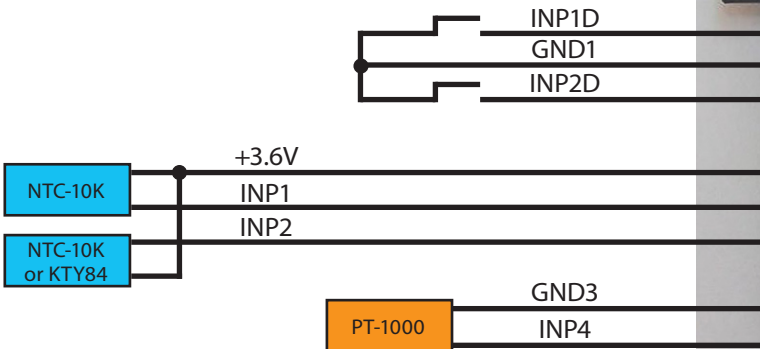 INP1D
GND1
INP2D
+3.6V
NTC-10K
INP1
INP2
NTC-10K
or KTY84
GND3
PT-1000
INP4